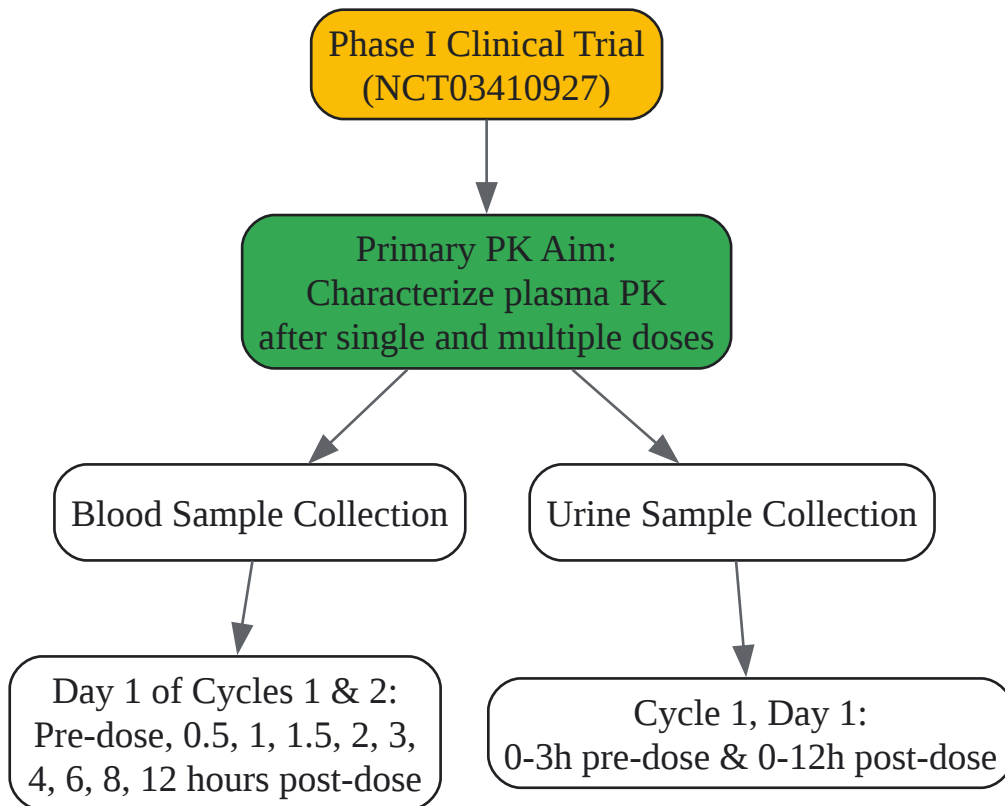 Phase I Clinical Trial
(NCT03410927)
Primary PK Aim:
Characterize plasma PK
after single and multiple doses
Blood Sample Collection
Urine Sample Collection
Day 1 of Cycles 1 & 2:
Pre-dose, 0.5, 1, 1.5, 2, 3,
4, 6, 8, 12 hours post-dose
Cycle 1, Day 1:
0-3h pre-dose & 0-12h post-dose